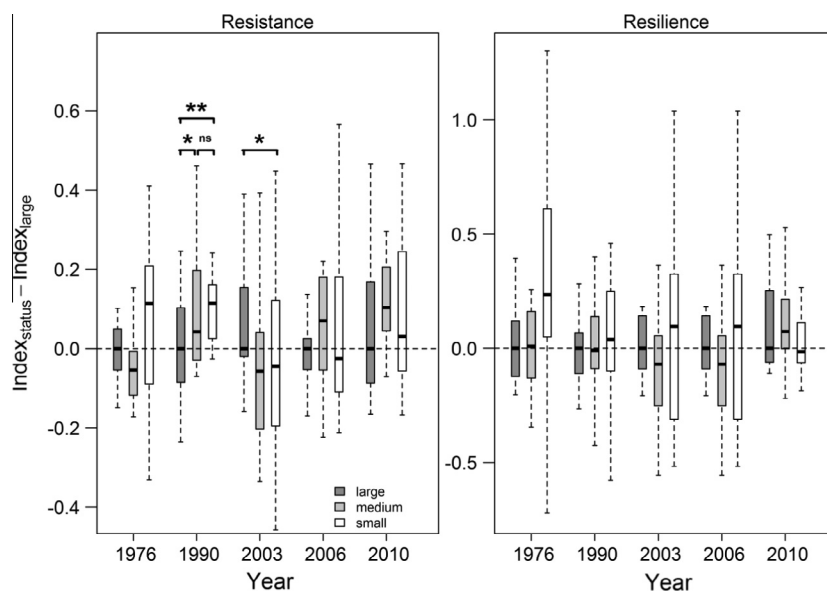 Resistance
Resilience
Index_status – Index_large
0.6
0.4
0.2
0.0
-0.2
-0.4
**
* ns
*
large
medium
small
1976 1990 2003 2006 2010
Year
1.0
0.5
0.0
-0.5
1976 1990 2003 2006 2010
Year